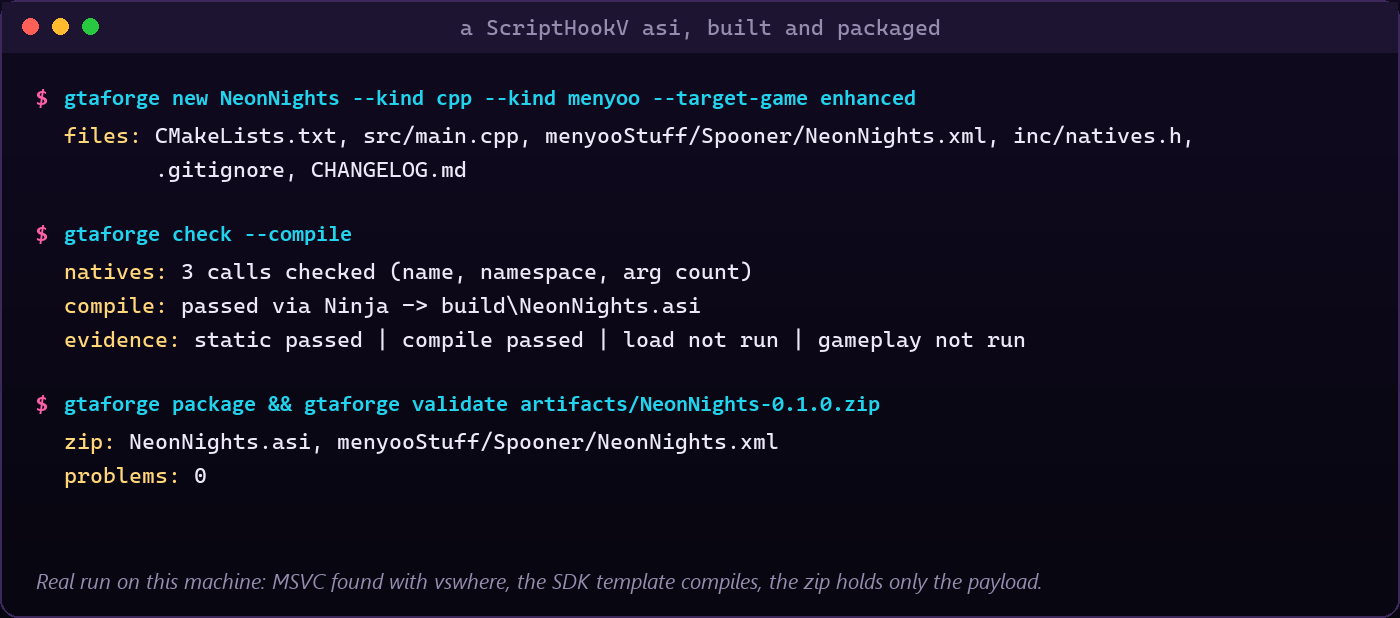 a ScriptHookV asi, built and packaged
$ gtaforge new NeonNights --kind cpp --kind menyoo --target-game enhanced
files: CMakeLists.txt, src/main.cpp, menyooStuff/Spooner/NeonNights.xml, inc/natives.h,
.gitignore, CHANGELOG.md
$ gtaforge check --compile
natives: 3 calls checked (name, namespace, arg count)
compile: passed via Ninja —> build\NeonNights.asi
evidence: static passed | compile passed | load not run | gameplay not run
$ gtaforge package && gtaforge validate artifacts/NeonNights-0.1.0.zip
zip: NeonNights.asi, menyooStuff/Spooner/NeonNights.xml
problems: 0
Real run on this machine: MSVC found with vswhere, the SDK template compiles, the zip holds only the payload.